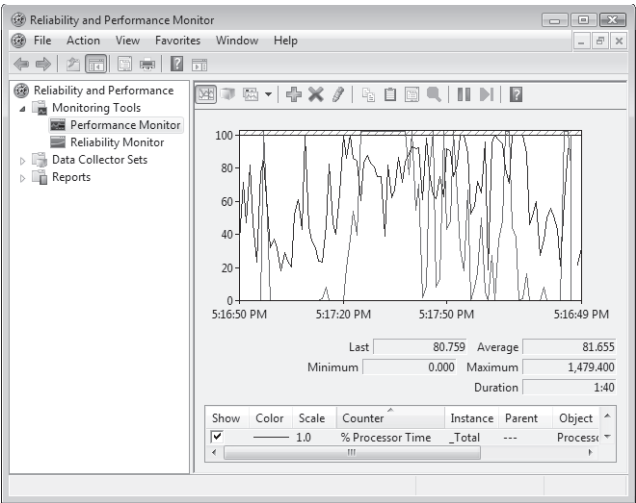 Reliability and Performance Monitor
File Action View Favorites Window Help
Reliability and Performance
Monitoring Tools
Performance Monitor
Reliability Monitor
Data Collector Sets
Reports
100
80
60
40
20
0
5:16:50 PM 5:17:20 PM 5:17:50 PM 5:16:49 PM
Last 80.759 Average 81.655
Minimum 0.000 Maximum 1,479.400
Duration 1:40
Show Color Scale Counter Instance Parent Object
1.0 % Processor Time _Total --- Process